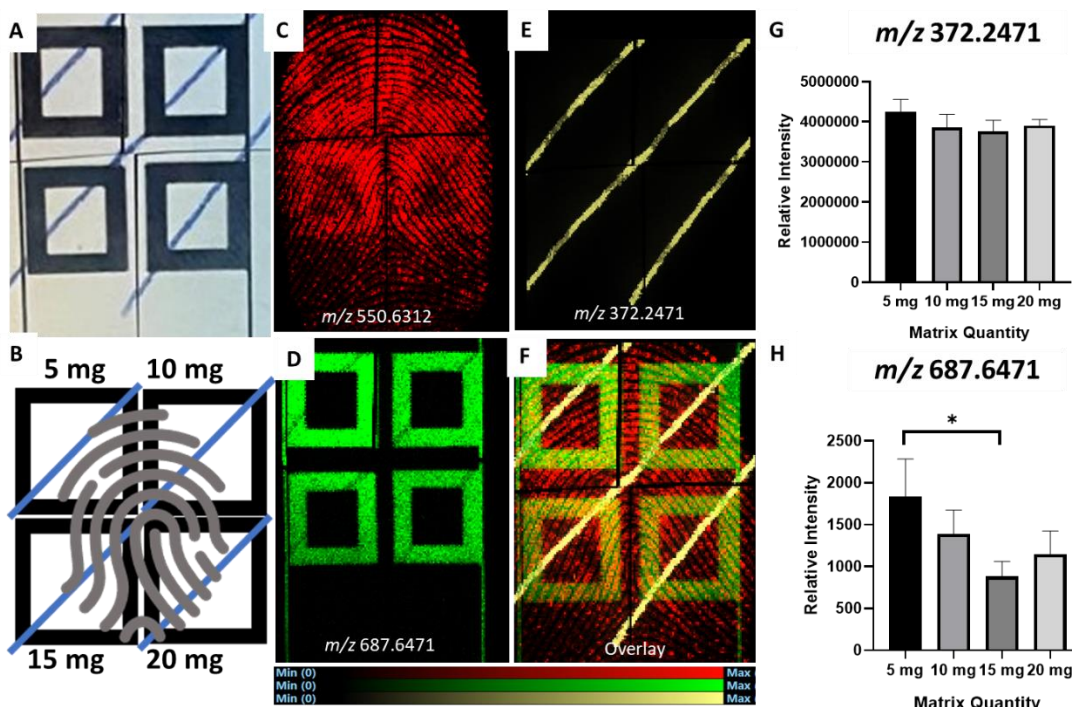 A
B
5 mg 10 mg
15 mg 20 mg
C
m/z 550.6312
D
m/z 687.6471
E
m/z 372.2471
F
Overlay
Min (0) Max (
Min (0) Max (
Min (0) Max (
G
m/z 372.2471
Relative Intensity
5000000
4000000
3000000
2000000
1000000
0
5 mg 10 mg 15 mg 20 mg
Matrix Quantity
H
m/z 687.6471
*
Relative Intensity
2500
2000
1500
1000
500
0
5 mg 10 mg 15 mg 20 mg
Matrix Quantity